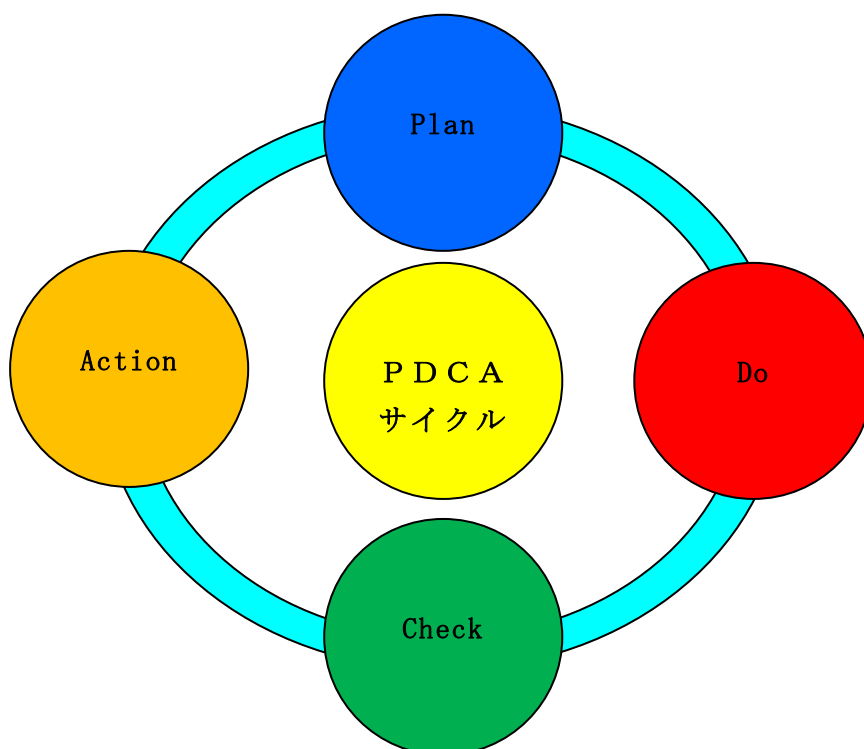 Plan
Action
ＰＤＣＡ
サイクル
Do
Check